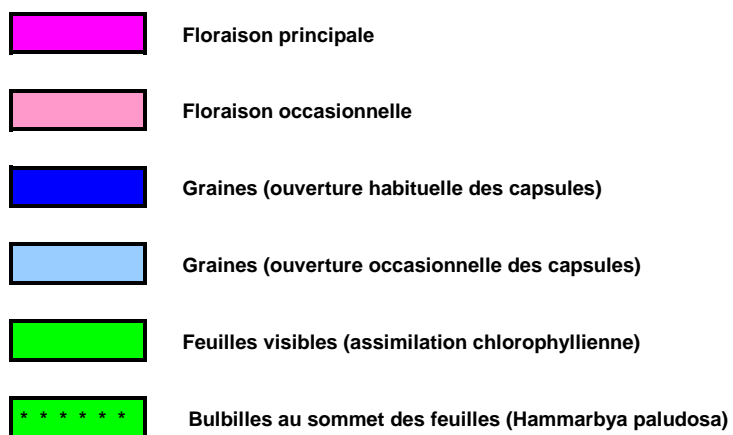 Floraison principale
Floraison occasionnelle
Graines (ouverture habituelle des capsules)
Graines (ouverture occasionnelle des capsules)
Feuilles visibles (assimilation chlorophyllienne)
* * * * * * Bulbilles au sommet des feuilles (Hammarbya paludosa)